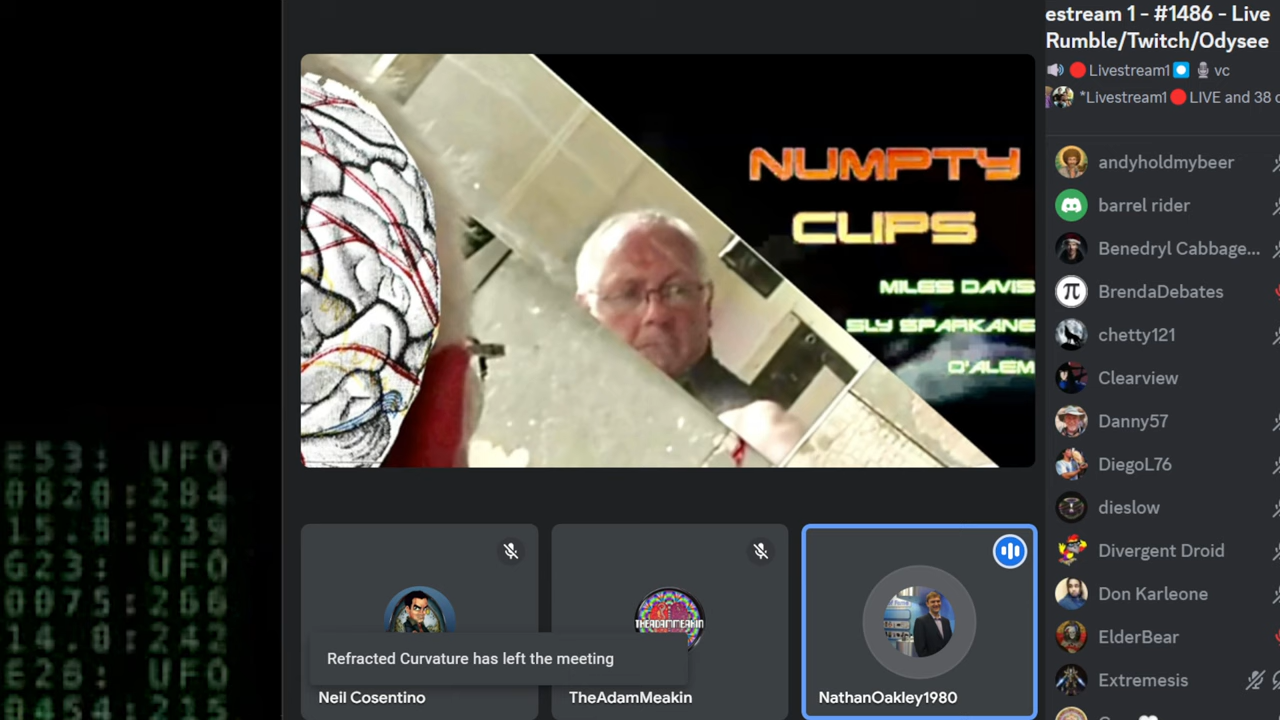 E53: UFO
0820:284
15.8:239
G23: UFO
0075:266
14.0:242
E28: UFO
0454:215
NUMPTY
CLIPS
MILES DAVIS
SLY SPARKANE
D'ALEM
Refracted Curvature has left the meeting
Neil Cosentino
THEADAMMEAKIN
TheAdamMeakin
NathanOakley1980
estream 1 - #1486 - Live
Rumble/Twitch/Odysee
Livestream1 vc
*Livestream1 LIVE and 38 o
andyholdmybeer
barrel rider
Benedryl Cabbage...
π BrendaDebates
chetty121
Clearview
Danny57
DiegoL76
dieslow
Divergent Droid
Don Karleone
ElderBear
Extremesis